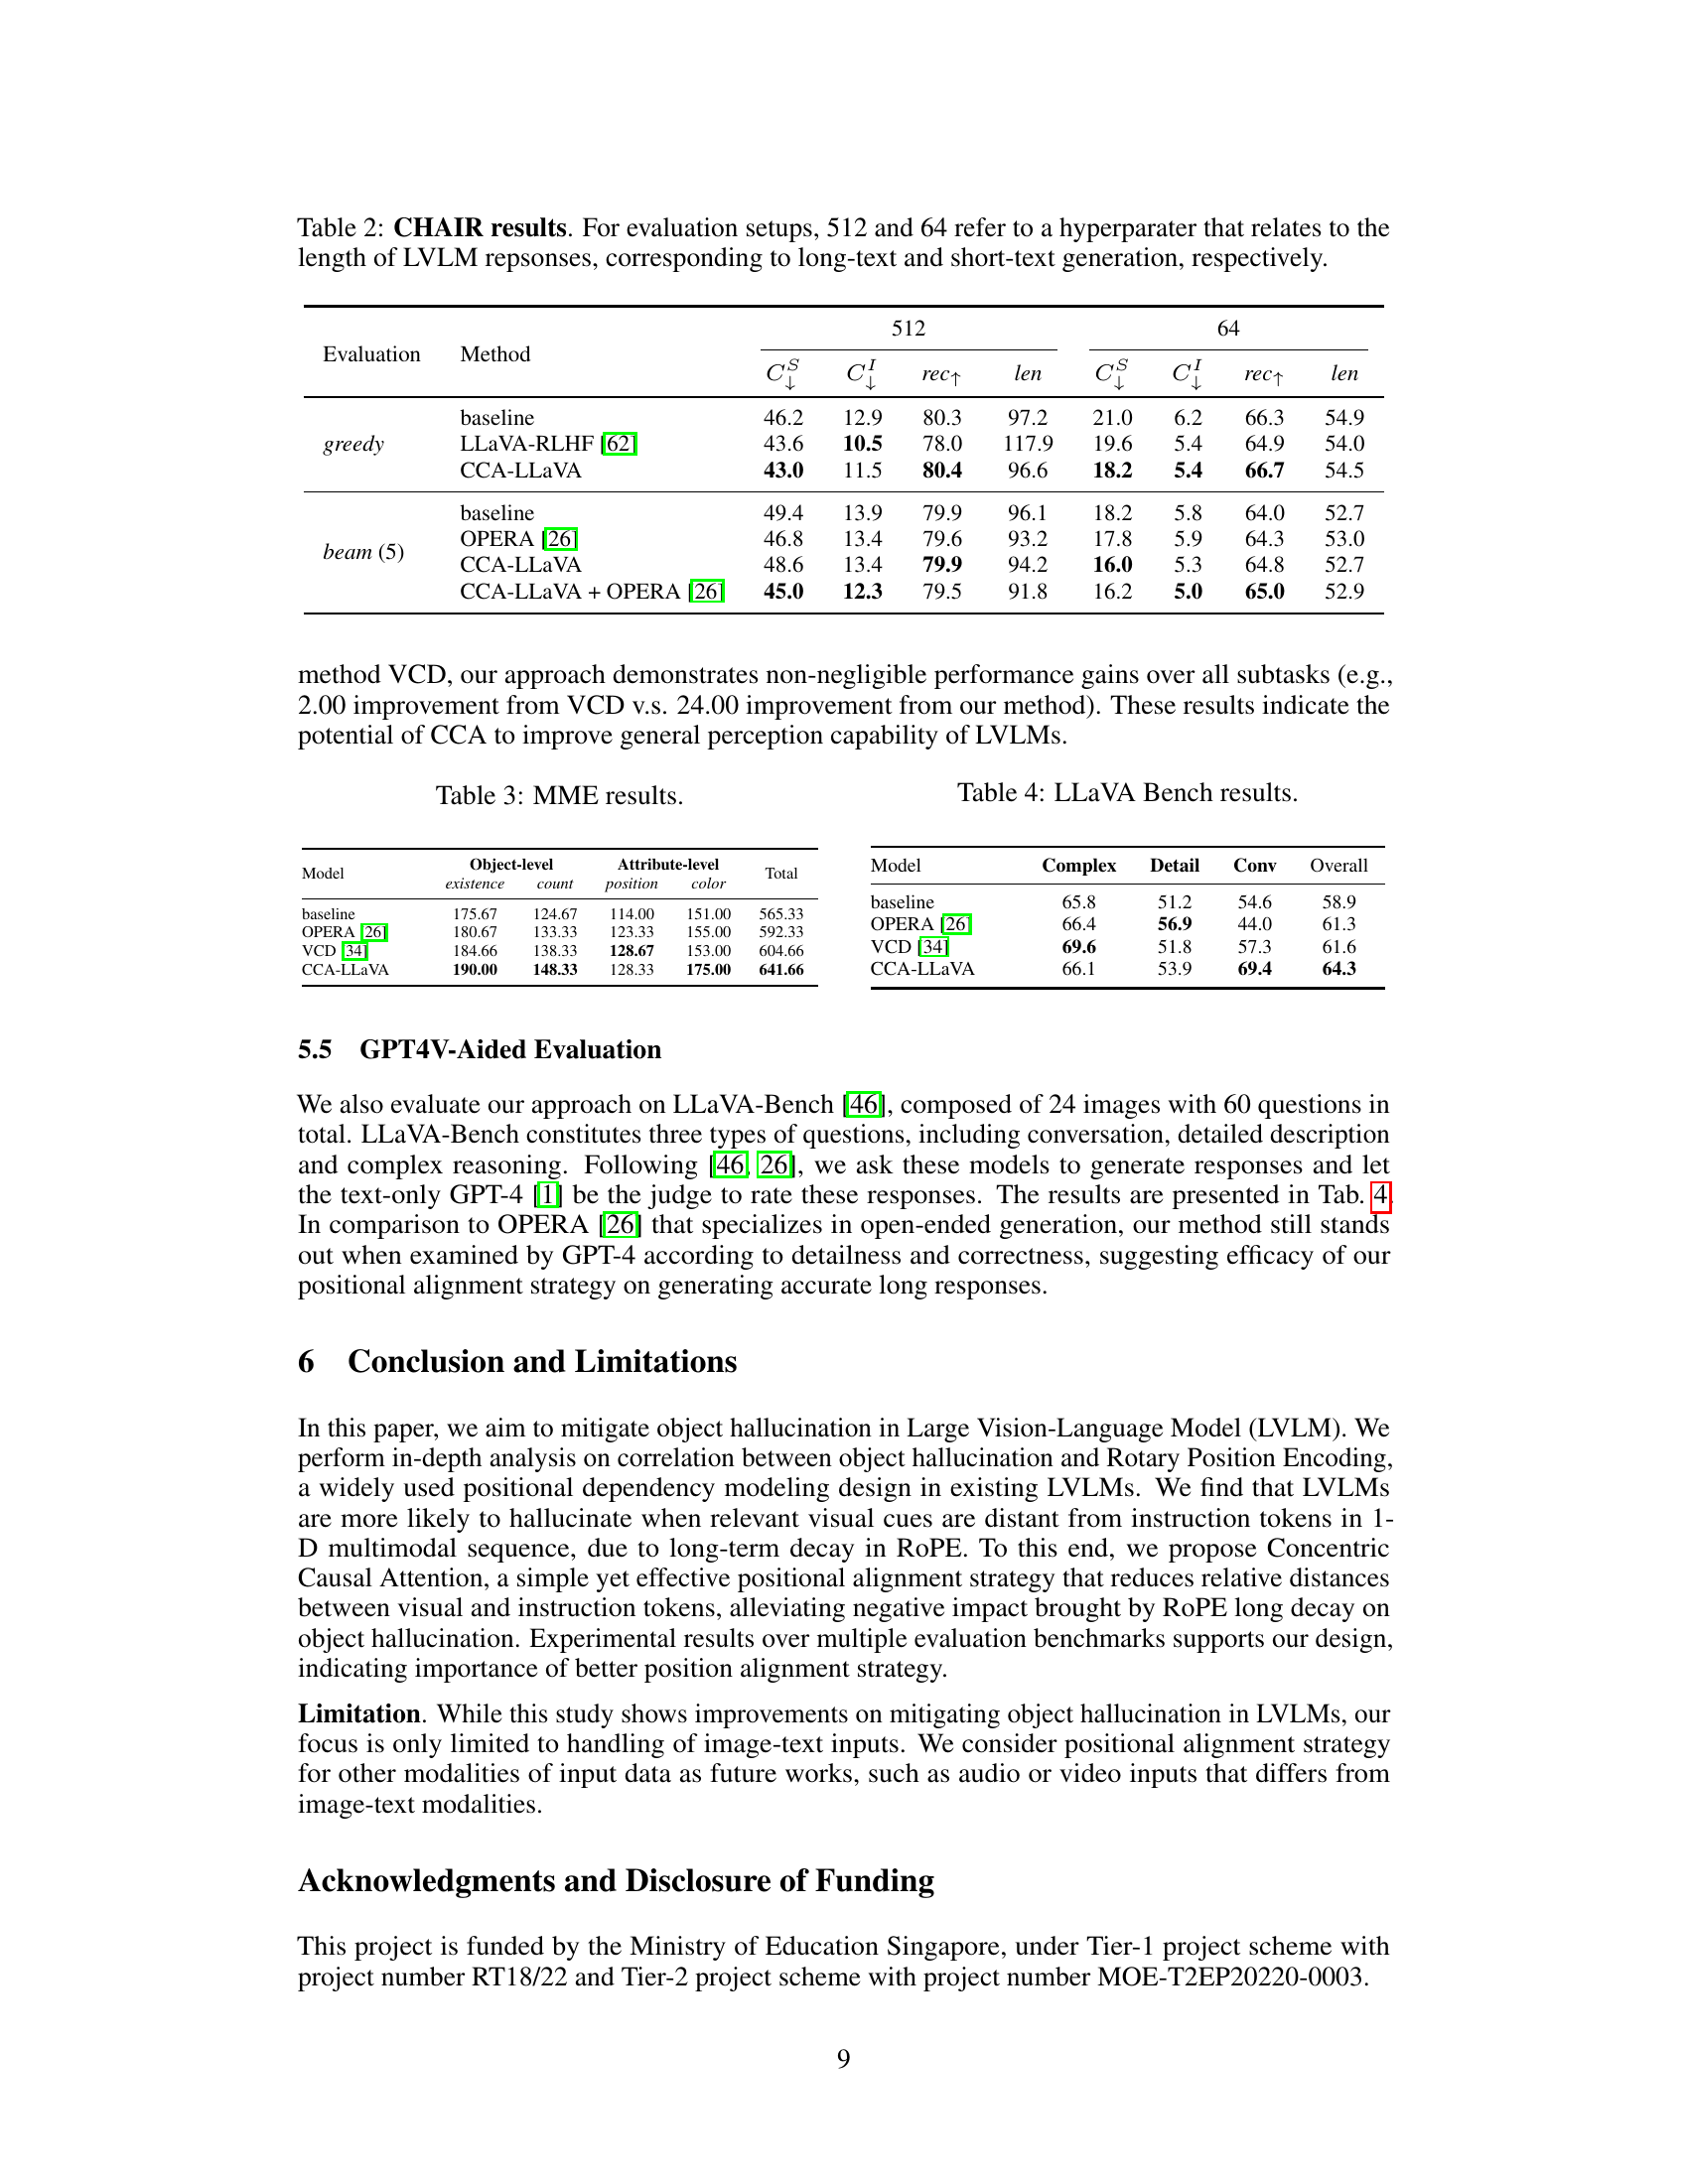 Table 2: CHAIR results. For evaluation setups, 512 and 64 refer to a hyperparater that relates to the
length of LVLM repsonses, corresponding to long-text and short-text generation, respectively.
Evaluation Method 512 64
C^S_↓ C^I_↓ rec↑ len C^S_↓ C^I_↓ rec↑ len
greedy
baseline 46.2 12.9 80.3 97.2 21.0 6.2 66.3 54.9
LLaVA-RLHF [62] 43.6 10.5 78.0 117.9 19.6 5.4 64.9 54.0
CCA-LLaVA 43.0 11.5 80.4 96.6 18.2 5.4 66.7 54.5
beam (5)
baseline 49.4 13.9 79.9 96.1 18.2 5.8 64.0 52.7
OPERA [26] 46.8 13.4 79.6 93.2 17.8 5.9 64.3 53.0
CCA-LLaVA 48.6 13.4 79.9 94.2 16.0 5.3 64.8 52.7
CCA-LLaVA + OPERA [26] 45.0 12.3 79.5 91.8 16.2 5.0 65.0 52.9
method VCD, our approach demonstrates non-negligible performance gains over all subtasks (e.g.,
2.00 improvement from VCD v.s. 24.00 improvement from our method). These results indicate the
potential of CCA to improve general perception capability of LVLMs.
Table 3: MME results.
Model Object-level Attribute-level Total
existence count position color
baseline 175.67 124.67 114.00 151.00 565.33
OPERA [26] 180.67 133.33 123.33 155.00 592.33
VCD [34] 184.66 138.33 128.67 153.00 604.66
CCA-LLaVA 190.00 148.33 128.33 175.00 641.66
Table 4: LLaVA Bench results.
Model Complex Detail Conv Overall
baseline 65.8 51.2 54.6 58.9
OPERA [26] 66.4 56.9 44.0 61.3
VCD [34] 69.6 51.8 57.3 61.6
CCA-LLaVA 66.1 53.9 69.4 64.3
5.5 GPT4V-Aided Evaluation
We also evaluate our approach on LLaVA-Bench [46], composed of 24 images with 60 questions in
total. LLaVA-Bench constitutes three types of questions, including conversation, detailed description
and complex reasoning. Following [46, 26], we ask these models to generate responses and let
the text-only GPT-4 [1] be the judge to rate these responses. The results are presented in Tab. 4.
In comparison to OPERA [26] that specializes in open-ended generation, our method still stands
out when examined by GPT-4 according to detailness and correctness, suggesting efficacy of our
positional alignment strategy on generating accurate long responses.
6 Conclusion and Limitations
In this paper, we aim to mitigate object hallucination in Large Vision-Language Model (LVLM). We
perform in-depth analysis on correlation between object hallucination and Rotary Position Encoding,
a widely used positional dependency modeling design in existing LVLMs. We find that LVLMs
are more likely to hallucinate when relevant visual cues are distant from instruction tokens in 1-
D multimodal sequence, due to long-term decay in RoPE. To this end, we propose Concentric
Causal Attention, a simple yet effective positional alignment strategy that reduces relative distances
between visual and instruction tokens, alleviating negative impact brought by RoPE long decay on
object hallucination. Experimental results over multiple evaluation benchmarks supports our design,
indicating importance of better position alignment strategy.
Limitation. While this study shows improvements on mitigating object hallucination in LVLMs, our
focus is only limited to handling of image-text inputs. We consider positional alignment strategy
for other modalities of input data as future works, such as audio or video inputs that differs from
image-text modalities.
Acknowledgments and Disclosure of Funding
This project is funded by the Ministry of Education Singapore, under Tier-1 project scheme with
project number RT18/22 and Tier-2 project scheme with project number MOE-T2EP20220-0003.
9